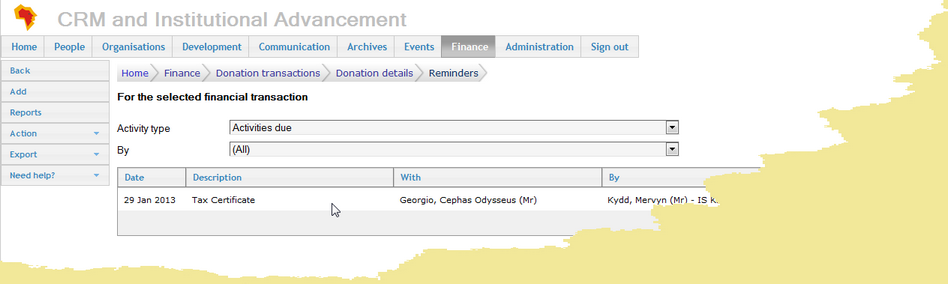 CRM and Institutional Advancement
Home People Organisations Development Communication Archives Events Finance Administration Sign out
Back
Add
Reports
Action
Export
Need help?
Home Finance Donation transactions Donation details Reminders
For the selected financial transaction
Activity type Activities due
By (All)
Date Description With By
29 Jan 2013 Tax Certificate Georgio, Cephas Odysseus (Mr) Kydd, Mervyn (Mr) - IS